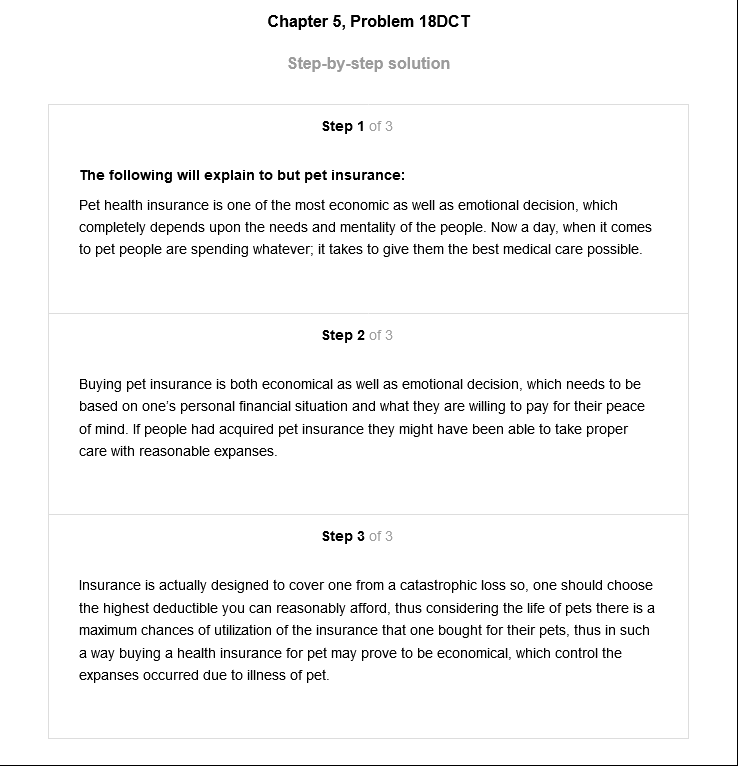 Chapter 5, Problem 18DCT
Step-by-step solution
Step 1 of 3
The following will explain to but pet insurance:
Pet health insurance is one of the most economic as well as emotional decision, which
completely depends upon the needs and mentality of the people. Now a day, when it comes
to pet people are spending whatever; it takes to give them the best medical care possible.
Step 2 of 3
Buying pet insurance is both economical as well as emotional decision, which needs to be
based on one's personal financial situation and what they are willing to pay for their peace
of mind. If people had acquired pet insurance they might have been able to take proper
care with reasonable expanses.
Step 3 of 3
Insurance is actually designed to cover one from a catastrophic loss so, one should choose
the highest deductible you can reasonably afford, thus considering the life of pets there is a
maximum chances of utilization of the insurance that one bought for their pets, thus in such
a way buying a health insurance for pet may prove to be economical, which control the
expanses occurred due to illness of pet.